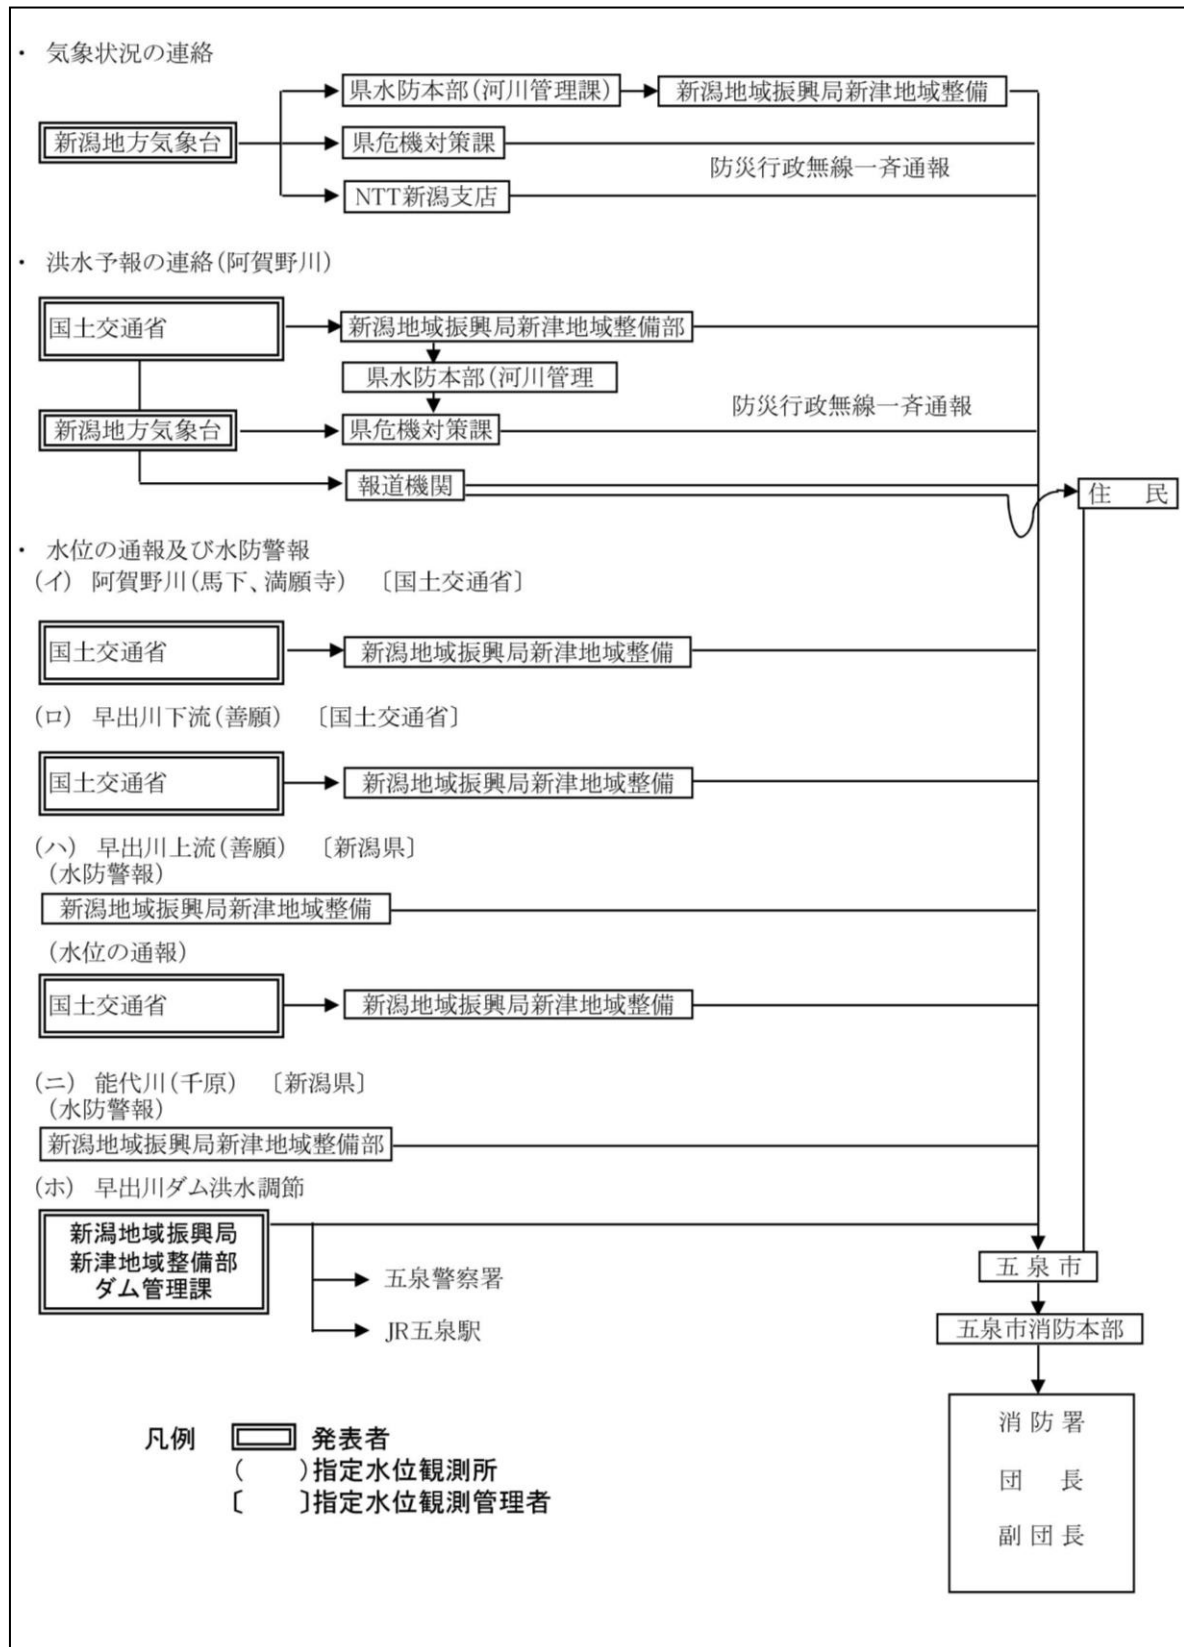 ・ 気象状況の連絡
県水防本部(河川管理課) 新潟地域振興局新津地域整備
新潟地方気象台 県危機対策課
防災行政無線一斉通報
NTT新潟支店
・ 洪水予報の連絡(阿賀野川)
国土交通省 新潟地域振興局新津地域整備部
県水防本部(河川管理
防災行政無線一斉通報
新潟地方気象台 県危機対策課
報道機関 住 民
・ 水位の通報及び水防警報
(イ) 阿賀野川(馬下、満願寺) 〔国土交通省〕
国土交通省 新潟地域振興局新津地域整備
(ロ) 早出川下流(善願) 〔国土交通省〕
国土交通省 新潟地域振興局新津地域整備
(ハ) 早出川上流(善願) 〔新潟県〕
(水防警報)
新潟地域振興局新津地域整備
(水位の通報)
国土交通省 新潟地域振興局新津地域整備
(ニ) 能代川(千原) 〔新潟県〕
(水防警報)
新潟地域振興局新津地域整備部
(ホ) 早出川ダム洪水調節
新潟地域振興局
新津地域整備部
ダム管理課
五泉警察署
JR五泉駅
五泉市
五泉市消防本部
消防署
団 長
副団長
凡例 発表者
( )指定水位観測所
〔 〕指定水位観測管理者